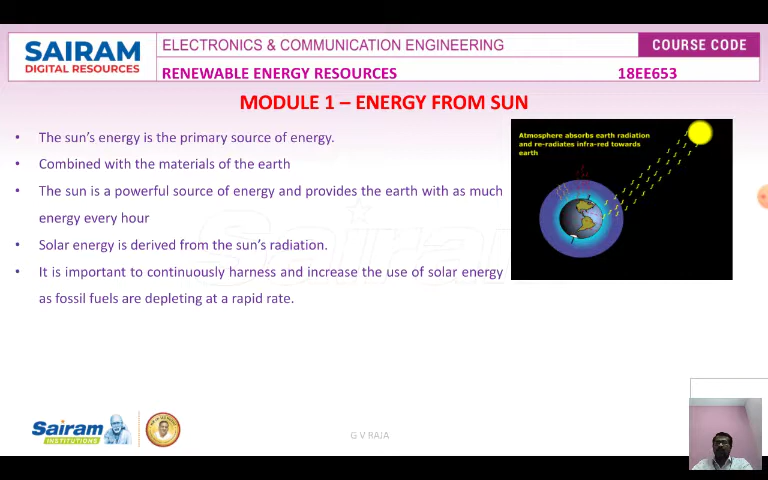 SAIRAM
DIGITAL RESOURCES
ELECTRONICS & COMMUNICATION ENGINEERING
COURSE CODE
RENEWABLE ENERGY RESOURCES
18EE653
MODULE 1 – ENERGY FROM SUN
• The sun's energy is the primary source of energy.
• Combined with the materials of the earth
• The sun is a powerful source of energy and provides the earth with as much
energy every hour
• Solar energy is derived from the sun's radiation.
• It is important to continuously harness and increase the use of solar energy
as fossil fuels are depleting at a rapid rate.
Atmosphere absorbs earth radiation
and re-radiates infra-red towards
earth
Sairam
Sairam
INSTITUTIONS
G V RAJA